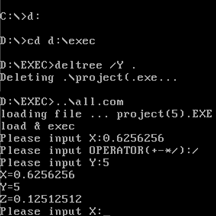 C:\>d:
D:\>cd d:\exec
D:\EXEC>deltree /Y .
Deleting .\project(.exe...
D:\EXEC>..\all.com
loading file ... project(5).EXE
load & exec
Please input X:0.6256256
Please input OPERATOR(+-*/):/
Please input Y:5
X=0.6256256
Y=5
Z=0.12512512
Please input X:_